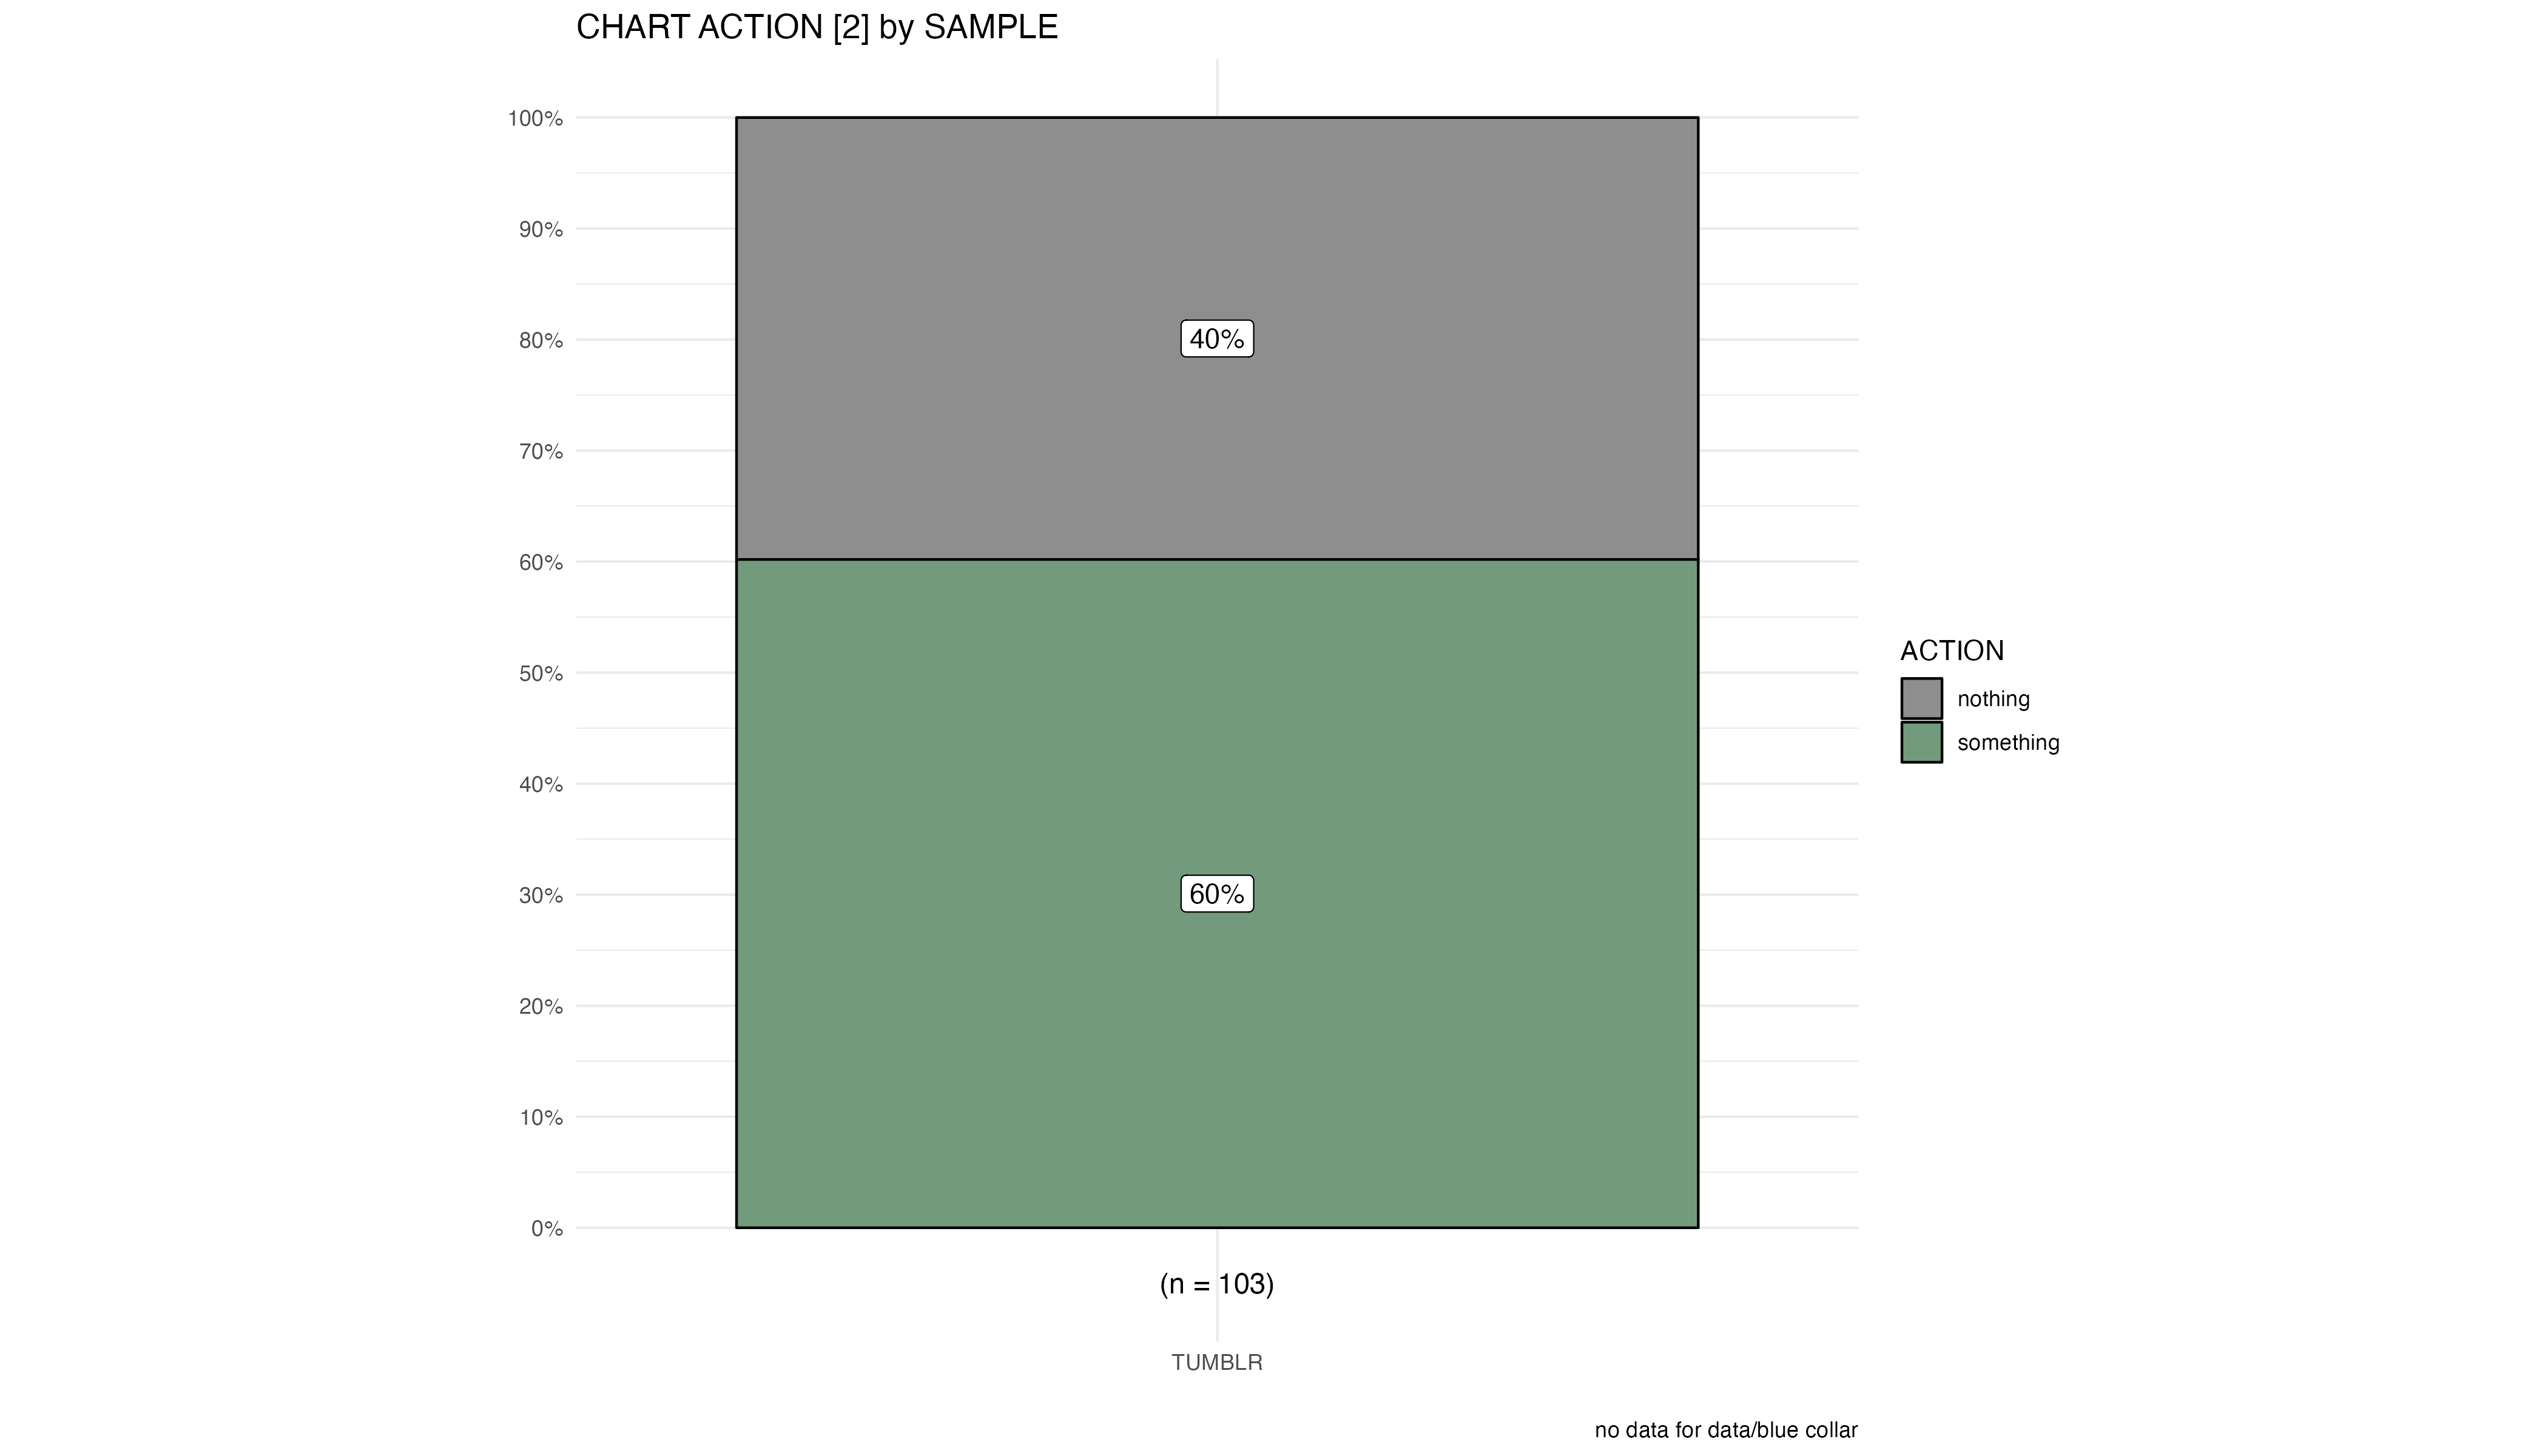 CHART ACTION [2] by SAMPLE
100%
90%
80%
70%
60%
50%
40%
30%
20%
10%
0%
40%
60%
(n = 103)
TUMBLR
ACTION
nothing
something
no data for data/blue collar